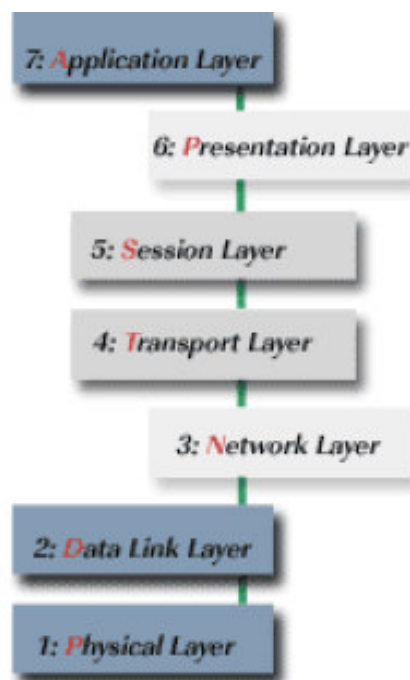 7: Application Layer
6: Presentation Layer
5: Session Layer
4: Transport Layer
3: Network Layer
2: Data Link Layer
1: Physical Layer